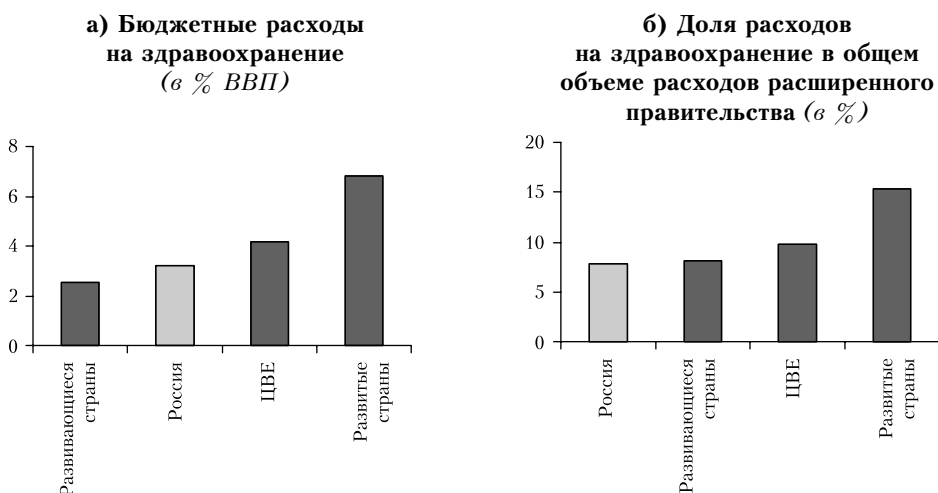 а) Бюджетные расходы
на здравоохранение
(в % ВВП)
8
6
4
2
0
Развивающиеся
страны
Россия
ЦВЕ
Развитые
страны
б) Доля расходов
на здравоохранение в общем
объеме расходов расширенного
правительства (в %)
20
15
10
5
0
Россия
Развивающиеся
страны
ЦВЕ
Развитые
страны